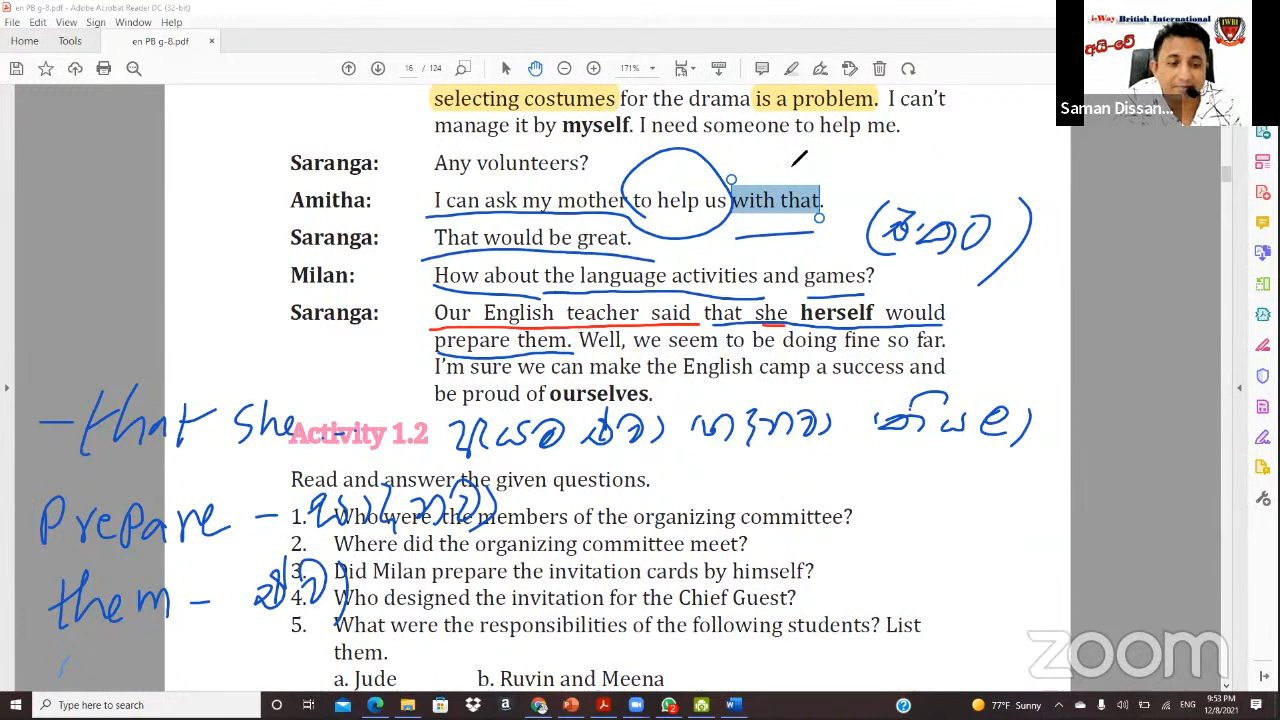 en PB g-8.pdf - Adobe Acrobat Reader DC (32-bit)
File Edit View Sign Window Help
Home Tools en PB g-8.pdf ×
16 / 124 171%
i-Way British International
IWBI
අයි-වේ
Saman Dissan...
selecting costumes for the drama is a problem. I can't
manage it by myself. I need someone to help me.
Saranga: Any volunteers?
Amitha: I can ask my mother to help us with that.
Saranga: That would be great.
Milan: How about the language activities and games?
Saranga: Our English teacher said that she herself would
prepare them. Well, we seem to be doing fine so far.
I'm sure we can make the English camp a success and
be proud of ourselves.
- that she ...
Activity 1.2
Read and answer the given questions.
Prepare -
1. Who were the members of the organizing committee?
2. Where did the organizing committee meet?
3. Did Milan prepare the invitation cards by himself?
them -
4. Who designed the invitation for the Chief Guest?
5. What were the responsibilities of the following students? List
them.
a. Jude b. Ruvin and Meena
zoom
Type here to search
77°F Sunny ENG 9:53 PM
12/8/2021